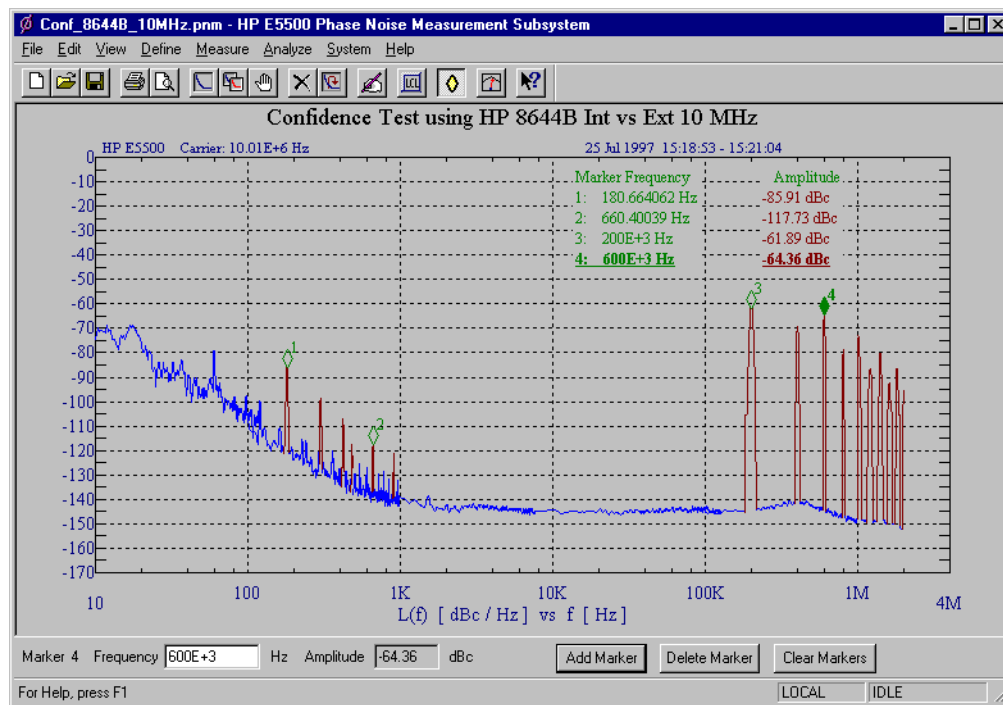 Conf_8644B_10MHz.pnm - HP E5500 Phase Noise Measurement Subsystem
File Edit View Define Measure Analyze System Help
Confidence Test using HP 8644B Int vs Ext 10 MHz
HP E5500 Carrier: 10.01E+6 Hz 25 Jul 1997 15:18:53 - 15:21:04
Marker Frequency Amplitude
1: 180.664062 Hz -85.91 dBc
2: 660.40039 Hz -117.73 dBc
3: 200E+3 Hz -61.89 dBc
4: 600E+3 Hz -64.36 dBc
0
-10
-20
-30
-40
-50
-60
-70
-80
-90
-100
-110
-120
-130
-140
-150
-160
-170
1
2
3
4
10 100 1K 10K 100K 1M 4M
L(f) [ dBc / Hz ] vs f [ Hz ]
Marker 4 Frequency 600E+3 Hz Amplitude -64.36 dBc Add Marker Delete Marker Clear Markers
For Help, press F1 LOCAL IDLE